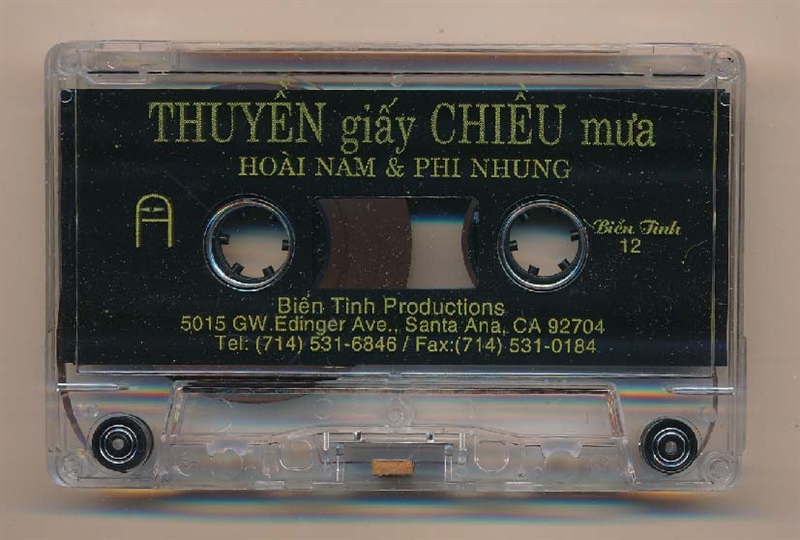 THUYỀN giấy CHIỀU mưa
HOÀI NAM & PHI NHUNG
A
Biển Tình
12
Biển Tình Productions
5015 GW.Edinger Ave., Santa Ana, CA 92704
Tel: (714) 531-6846 / Fax:(714) 531-0184